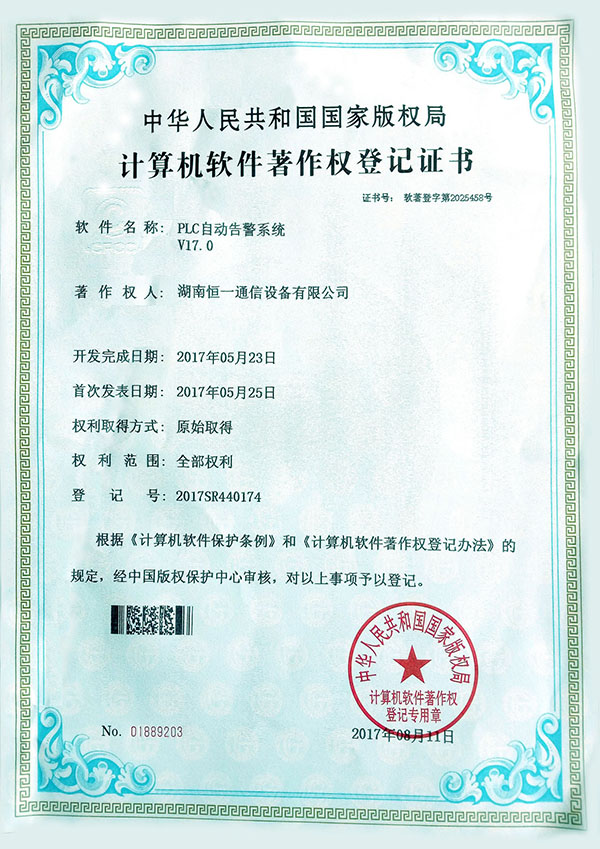 中华人民共和国国家版权局
计算机软件著作权登记证书
证书号： 软著登字第2025458号
软件名称： PLC自动告警系统
V17.0
著作权人： 湖南恒一通信设备有限公司
开发完成日期： 2017年05月23日
首次发表日期： 2017年05月25日
权利取得方式： 原始取得
权利范围： 全部权利
登记号： 2017SR440174
根据《计算机软件保护条例》和《计算机软件著作权登记办法》的
规定，经中国版权保护中心审核，对以上事项予以登记。
中华人民共和国国家版权局
计算机软件著作权
登记专用章
No. 01889203
2017年08月11日